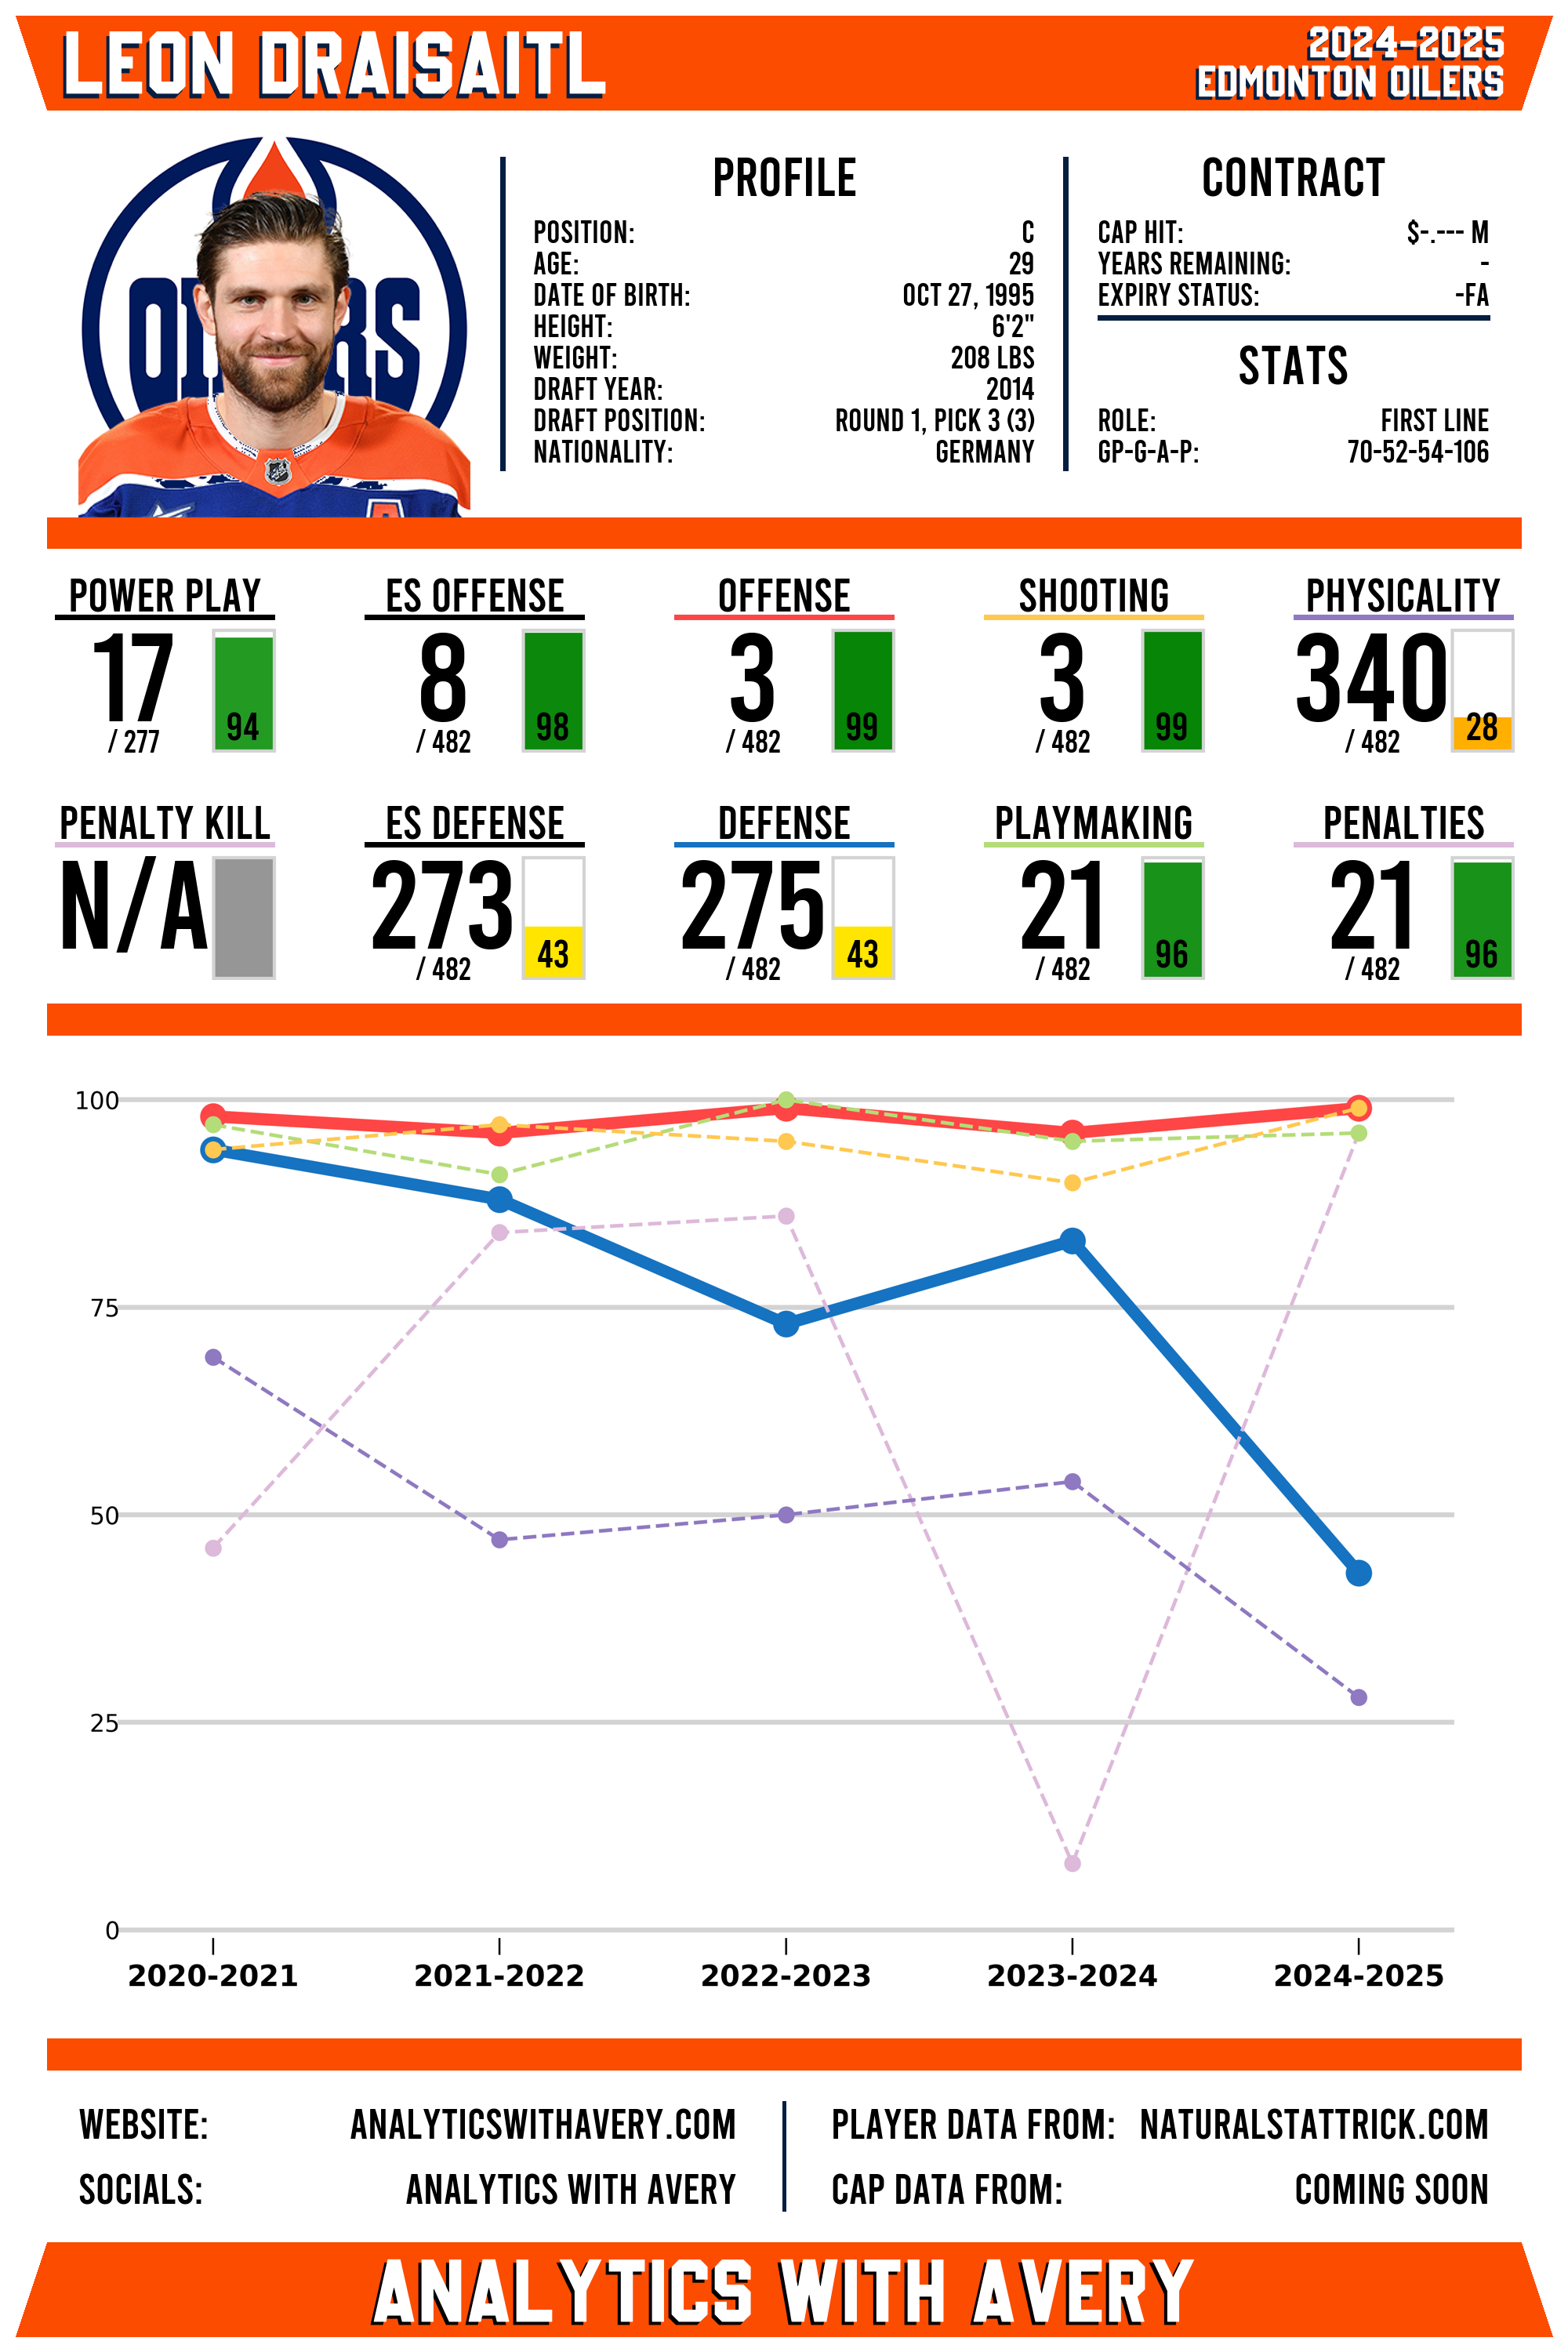 LEON DRAISAITL
2024-2025
EDMONTON OILERS
OILERS
PROFILE
POSITION: C
AGE: 29
DATE OF BIRTH: OCT 27, 1995
HEIGHT: 6'2"
WEIGHT: 208 LBS
DRAFT YEAR: 2014
DRAFT POSITION: ROUND 1, PICK 3 (3)
NATIONALITY: GERMANY
CONTRACT
CAP HIT: $-.--- M
YEARS REMAINING: -
EXPIRY STATUS: -FA
STATS
ROLE: FIRST LINE
GP-G-A-P: 70-52-54-106
POWER PLAY
17
/ 277
94
ES OFFENSE
8
/ 482
98
OFFENSE
3
/ 482
99
SHOOTING
3
/ 482
99
PHYSICALITY
340
/ 482
28
PENALTY KILL
N/A
ES DEFENSE
273
/ 482
43
DEFENSE
275
/ 482
43
PLAYMAKING
21
/ 482
96
PENALTIES
21
/ 482
96
100
75
50
25
0
2020-2021 2021-2022 2022-2023 2023-2024 2024-2025
WEBSITE: ANALYTICSWITHAVERY.COM
SOCIALS: ANALYTICS WITH AVERY
PLAYER DATA FROM: NATURALSTATTRICK.COM
CAP DATA FROM: COMING SOON
ANALYTICS WITH AVERY